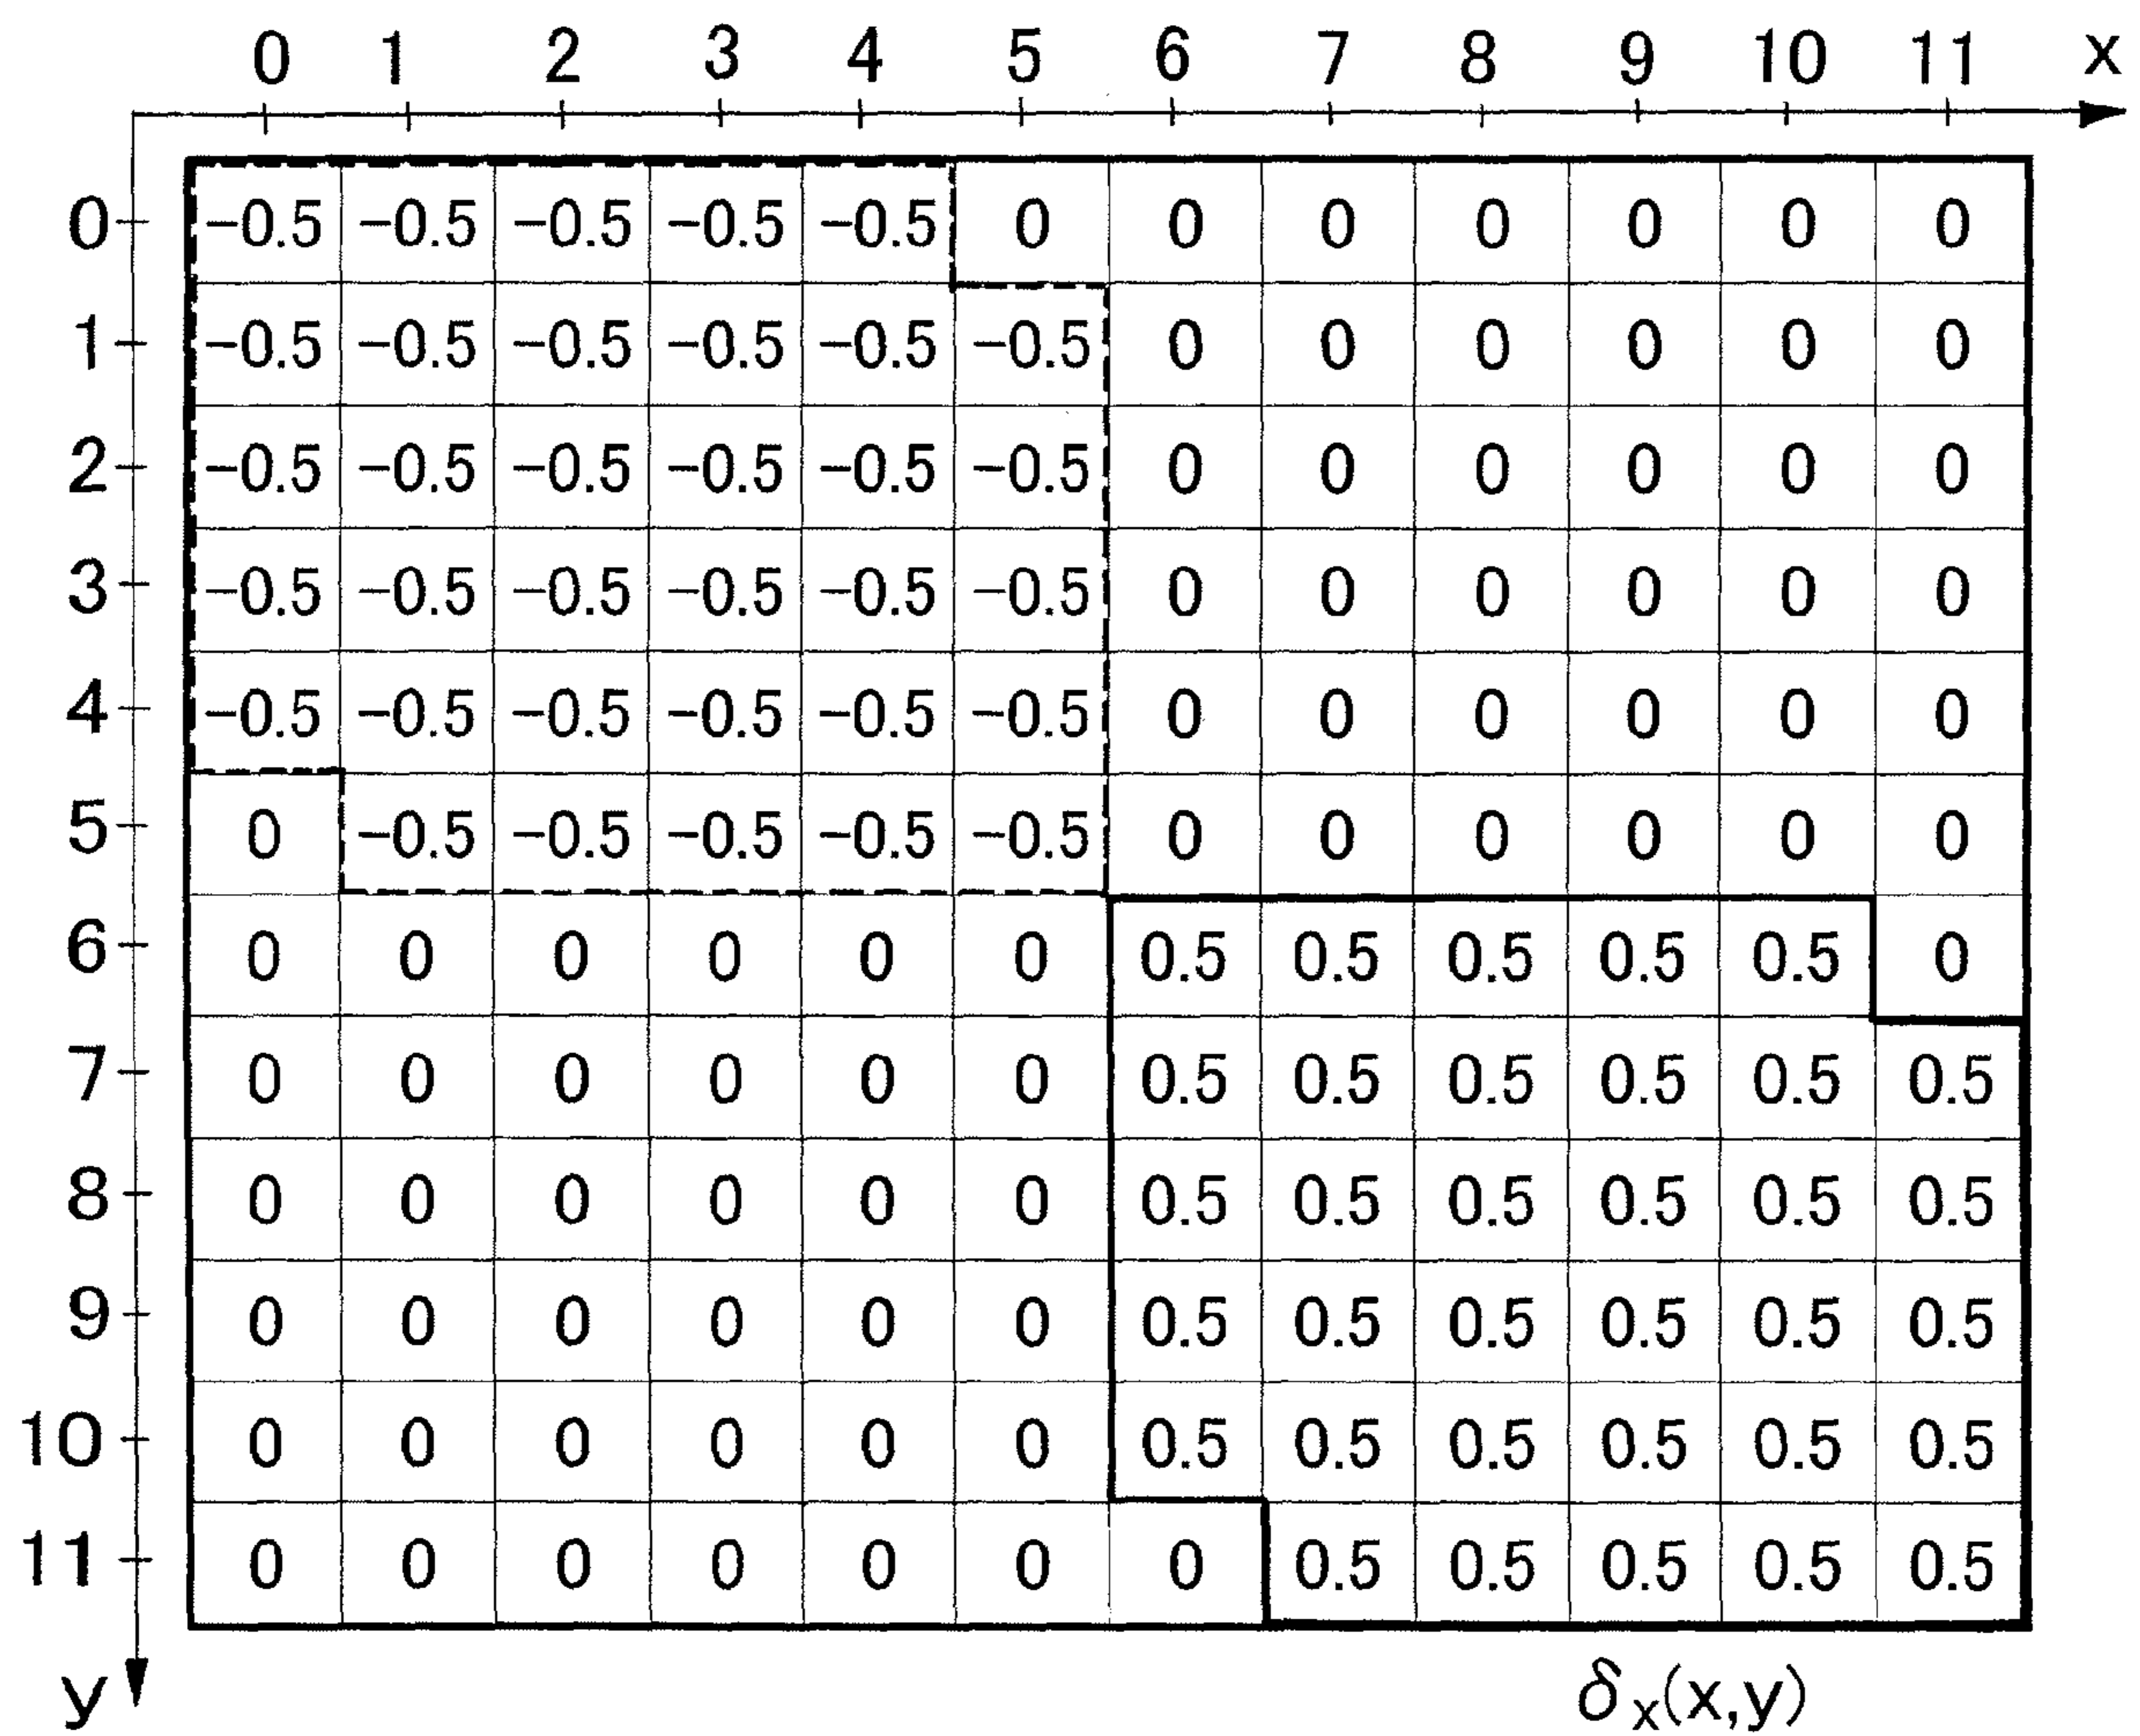 0 1 2 3 4 5 6 7 8 9 10 11 x
0 −0.5 −0.5 −0.5 −0.5 −0.5 0 0 0 0 0 0 0
1 −0.5 −0.5 −0.5 −0.5 −0.5 −0.5 0 0 0 0 0 0
2 −0.5 −0.5 −0.5 −0.5 −0.5 −0.5 0 0 0 0 0 0
3 −0.5 −0.5 −0.5 −0.5 −0.5 −0.5 0 0 0 0 0 0
4 −0.5 −0.5 −0.5 −0.5 −0.5 −0.5 0 0 0 0 0 0
5 0 −0.5 −0.5 −0.5 −0.5 −0.5 0 0 0 0 0 0
6 0 0 0 0 0 0 0.5 0.5 0.5 0.5 0.5 0
7 0 0 0 0 0 0 0.5 0.5 0.5 0.5 0.5 0.5
8 0 0 0 0 0 0 0.5 0.5 0.5 0.5 0.5 0.5
9 0 0 0 0 0 0 0.5 0.5 0.5 0.5 0.5 0.5
10 0 0 0 0 0 0 0.5 0.5 0.5 0.5 0.5 0.5
11 0 0 0 0 0 0 0 0.5 0.5 0.5 0.5 0.5
y δx(x,y)